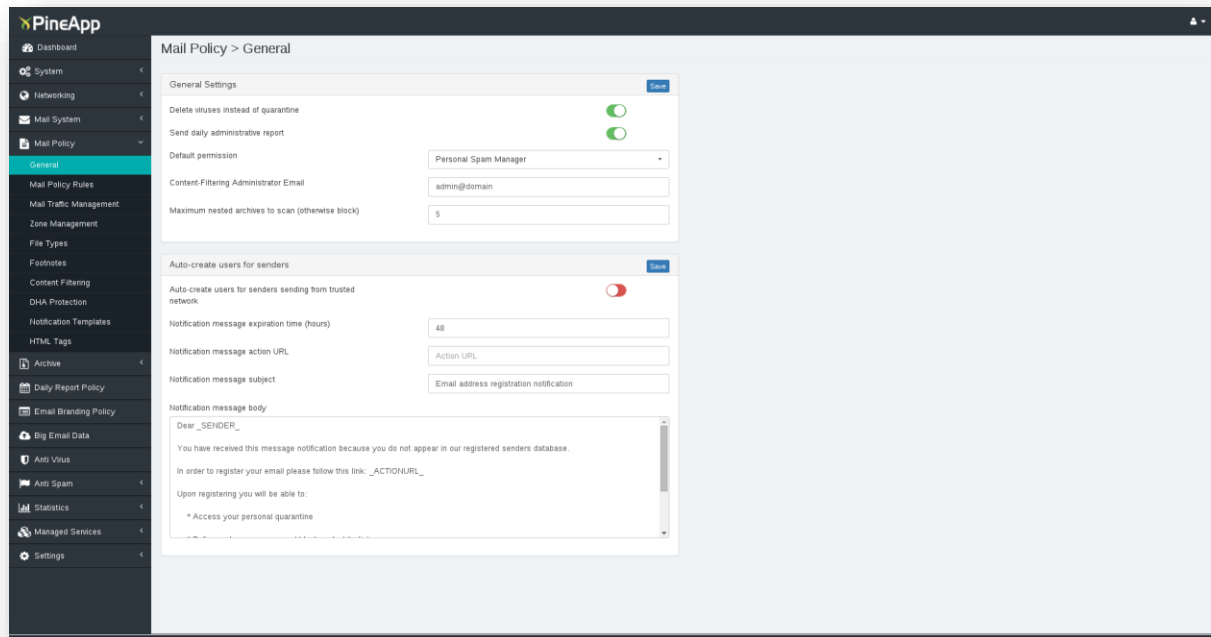 PineApp
Dashboard
System
Networking
Mail System
Mail Policy
General
Mail Policy Rules
Mail Traffic Management
Zone Management
File Types
Footnotes
Content Filtering
DHA Protection
Notification Templates
HTML Tags
Archive
Daily Report Policy
Email Branding Policy
Big Email Data
Anti Virus
Anti Spam
Statistics
Managed Services
Settings
Mail Policy > General
General Settings
Save
Delete viruses instead of quarantine
Send daily administrative report
Default permission
Personal Spam Manager
Content-Filtering Administrator Email
admin@domain
Maximum nested archives to scan (otherwise block)
5
Auto-create users for senders
Save
Auto-create users for senders sending from trusted
network
Notification message expiration time (hours)
48
Notification message action URL
Action URL
Notification message subject
Email address registration notification
Notification message body
Dear _SENDER_
You have received this message notification because you do not appear in our registered senders database.
In order to register your email please follow this link: _ACTIONURL_
Upon registering you will be able to:
* Access your personal quarantine